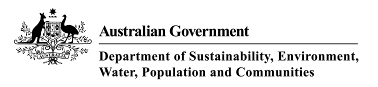 Australian Government
Department of Sustainability, Environment,
Water, Population and Communities